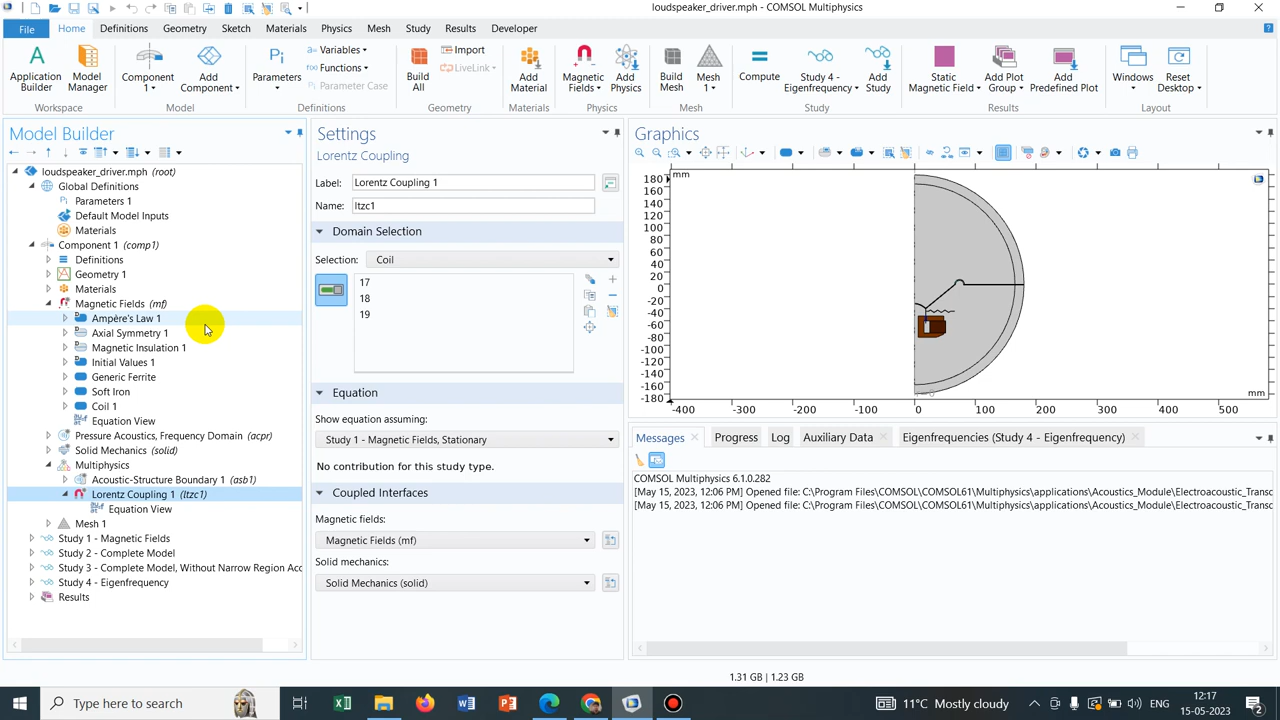 loudspeaker_driver.mph - COMSOL Multiphysics
File Home Definitions Geometry Sketch Materials Physics Mesh Study Results Developer
Application Builder
Model Manager
Workspace
Component 1
Add Component
Model
Parameters
Variables
Functions
Parameter Case
Definitions
Build All
Import
LiveLink
Geometry
Add Material
Materials
Magnetic Fields
Add Physics
Physics
Build Mesh
Mesh 1
Mesh
Compute
Study 4 - Eigenfrequency
Add Study
Study
Static Magnetic Field
Add Plot Group
Add Predefined Plot
Results
Windows
Reset Desktop
Layout
Model Builder
loudspeaker_driver.mph (root)
Global Definitions
Parameters 1
Default Model Inputs
Materials
Component 1 (comp1)
Definitions
Geometry 1
Materials
Magnetic Fields (mf)
Ampère's Law 1
Axial Symmetry 1
Magnetic Insulation 1
Initial Values 1
Generic Ferrite
Soft Iron
Coil 1
Equation View
Pressure Acoustics, Frequency Domain (acpr)
Solid Mechanics (solid)
Multiphysics
Acoustic-Structure Boundary 1 (asb1)
Lorentz Coupling 1 (ltzc1)
Equation View
Mesh 1
Study 1 - Magnetic Fields
Study 2 - Complete Model
Study 3 - Complete Model, Without Narrow Region Acc
Study 4 - Eigenfrequency
Results
Settings
Lorentz Coupling
Label: Lorentz Coupling 1
Name: ltzc1
Domain Selection
Selection: Coil
17
18
19
Equation
Show equation assuming:
Study 1 - Magnetic Fields, Stationary
No contribution for this study type.
Coupled Interfaces
Magnetic fields:
Magnetic Fields (mf)
Solid mechanics:
Solid Mechanics (solid)
Graphics
mm
180
160
140
120
100
80
60
40
20
0
-20
-40
-60
-80
-100
-120
-140
-160
-180
r=0
mm
-400 -300 -200 -100 0 100 200 300 400 500
Messages Progress Log Auxiliary Data Eigenfrequencies (Study 4 - Eigenfrequency)
COMSOL Multiphysics 6.1.0.282
[May 15, 2023, 12:06 PM] Opened file: C:\Program Files\COMSOL\COMSOL61\Multiphysics\applications\Acoustics_Module\Electroacoustic_Transc
[May 15, 2023, 12:06 PM] Opened file: C:\Program Files\COMSOL\COMSOL61\Multiphysics\applications\Acoustics_Module\Electroacoustic_Transc
1.31 GB | 1.23 GB
Type here to search
11°C Mostly cloudy
ENG
12:17
15-05-2023
2